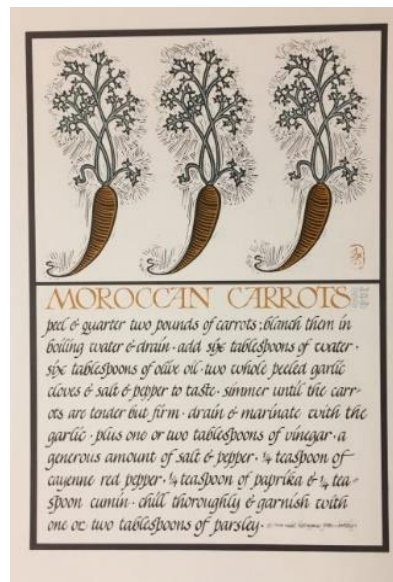 MOROCCAN CARROTS
peel & quarter two pounds of carrots; blanch them in
boiling water & drain · add six tablespoons of water ·
six tablespoons of olive oil · two whole peeled garlic
cloves & salt & pepper to taste · simmer until the carr-
ots are tender but firm · drain & marinate with the
garlic · plus one or two tablespoons of vinegar · a
generous amount of salt & pepper · ¼ teaspoon of
cayenne red pepper · ¼ teaspoon of paprika & ¼ tea-
spoon cumin · chill thoroughly & garnish with
one or two tablespoons of parsley ·